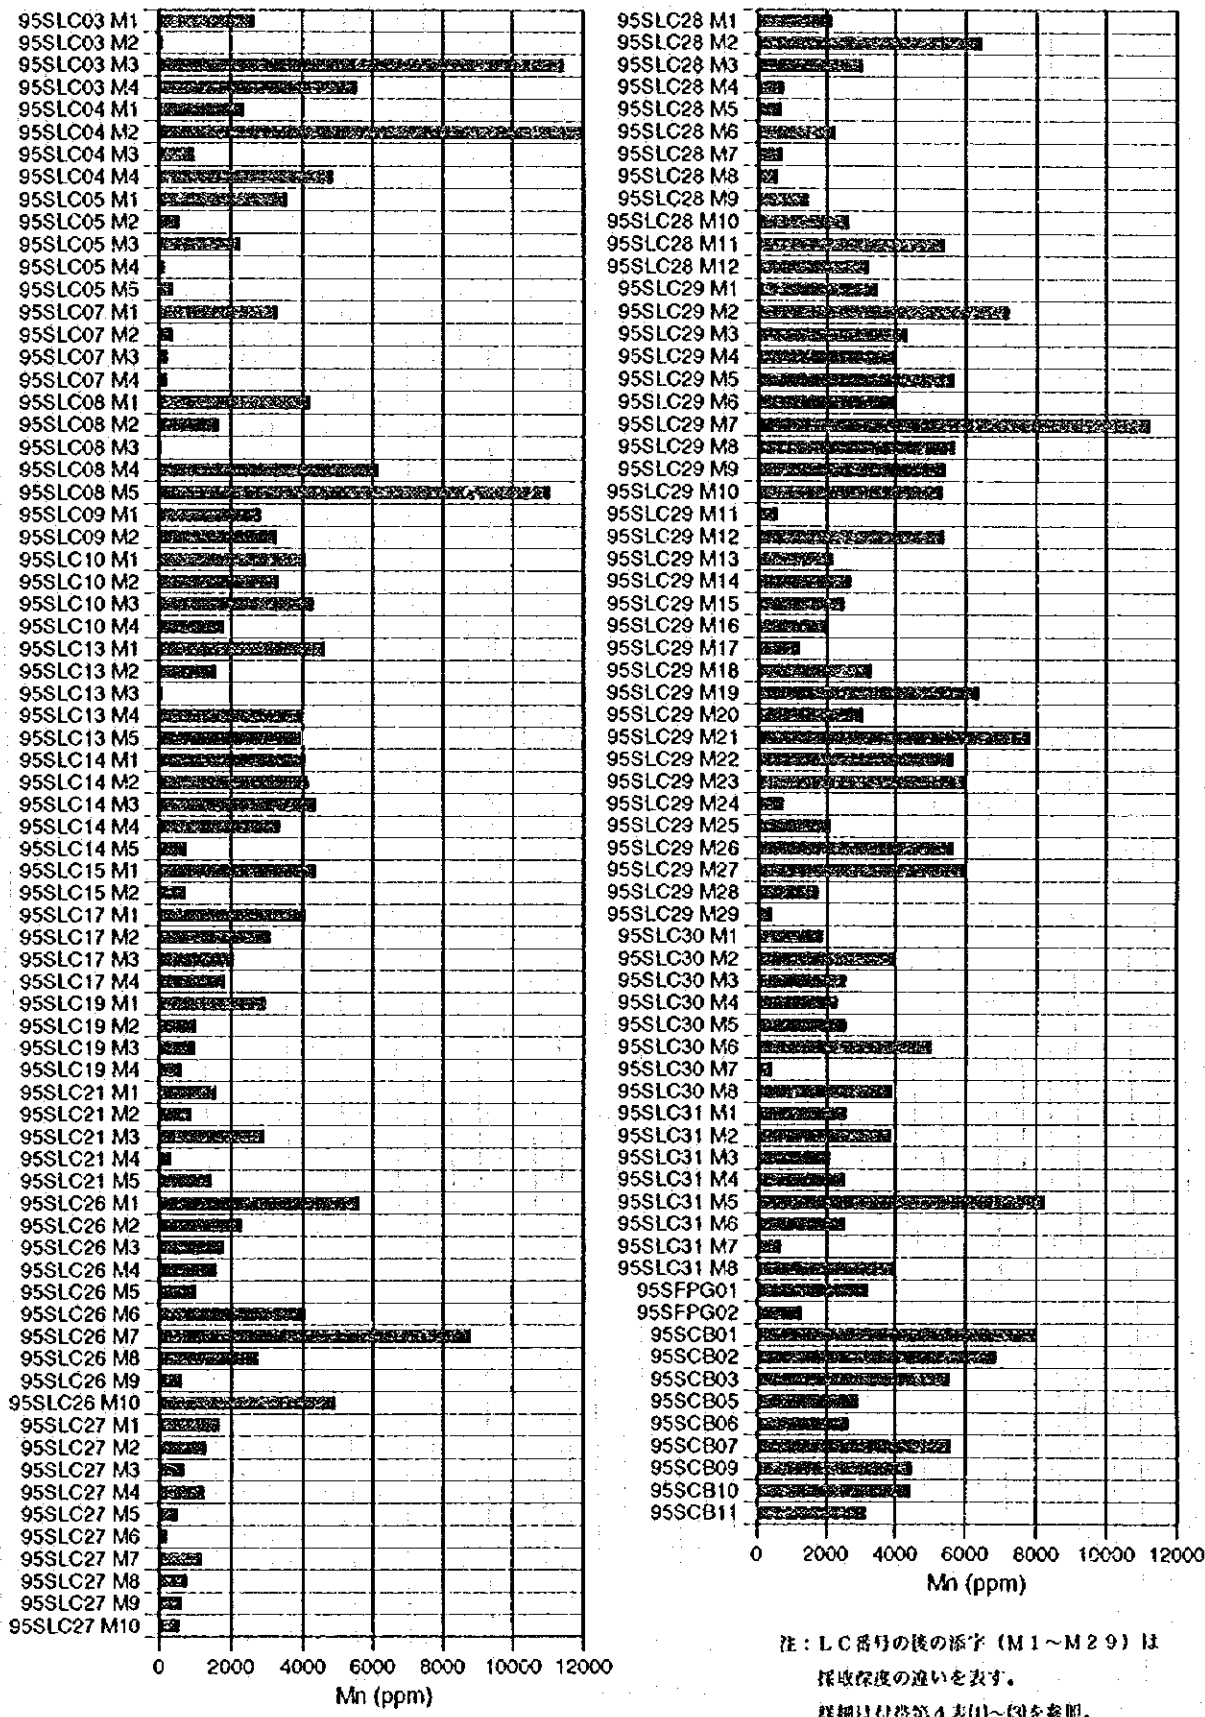 95SLC03 M1
95SLC03 M2
95SLC03 M3
95SLC03 M4
95SLC04 M1
95SLC04 M2
95SLC04 M3
95SLC04 M4
95SLC05 M1
95SLC05 M2
95SLC05 M3
95SLC05 M4
95SLC05 M5
95SLC07 M1
95SLC07 M2
95SLC07 M3
95SLC07 M4
95SLC08 M1
95SLC08 M2
95SLC08 M3
95SLC08 M4
95SLC08 M5
95SLC09 M1
95SLC09 M2
95SLC10 M1
95SLC10 M2
95SLC10 M3
95SLC10 M4
95SLC13 M1
95SLC13 M2
95SLC13 M3
95SLC13 M4
95SLC13 M5
95SLC14 M1
95SLC14 M2
95SLC14 M3
95SLC14 M4
95SLC14 M5
95SLC15 M1
95SLC15 M2
95SLC17 M1
95SLC17 M2
95SLC17 M3
95SLC17 M4
95SLC19 M1
95SLC19 M2
95SLC19 M3
95SLC19 M4
95SLC21 M1
95SLC21 M2
95SLC21 M3
95SLC21 M4
95SLC21 M5
95SLC26 M1
95SLC26 M2
95SLC26 M3
95SLC26 M4
95SLC26 M5
95SLC26 M6
95SLC26 M7
95SLC26 M8
95SLC26 M9
95SLC26 M10
95SLC27 M1
95SLC27 M2
95SLC27 M3
95SLC27 M4
95SLC27 M5
95SLC27 M6
95SLC27 M7
95SLC27 M8
95SLC27 M9
95SLC27 M10
0 2000 4000 6000 8000 10000 12000
Mn (ppm)
95SLC28 M1
95SLC28 M2
95SLC28 M3
95SLC28 M4
95SLC28 M5
95SLC28 M6
95SLC28 M7
95SLC28 M8
95SLC28 M9
95SLC28 M10
95SLC28 M11
95SLC28 M12
95SLC29 M1
95SLC29 M2
95SLC29 M3
95SLC29 M4
95SLC29 M5
95SLC29 M6
95SLC29 M7
95SLC29 M8
95SLC29 M9
95SLC29 M10
95SLC29 M11
95SLC29 M12
95SLC29 M13
95SLC29 M14
95SLC29 M15
95SLC29 M16
95SLC29 M17
95SLC29 M18
95SLC29 M19
95SLC29 M20
95SLC29 M21
95SLC29 M22
95SLC29 M23
95SLC29 M24
95SLC29 M25
95SLC29 M26
95SLC29 M27
95SLC29 M28
95SLC29 M29
95SLC30 M1
95SLC30 M2
95SLC30 M3
95SLC30 M4
95SLC30 M5
95SLC30 M6
95SLC30 M7
95SLC30 M8
95SLC31 M1
95SLC31 M2
95SLC31 M3
95SLC31 M4
95SLC31 M5
95SLC31 M6
95SLC31 M7
95SLC31 M8
95SFPG01
95SFPG02
95SCB01
95SCB02
95SCB03
95SCB05
95SCB06
95SCB07
95SCB09
95SCB10
95SCB11
0 2000 4000 6000 8000 10000 12000
Mn (ppm)
注：LC番号の後の添字（M1～M29）は
採取深度の違いを表す。
詳細は付帯第4表(1)～(3)を参照。